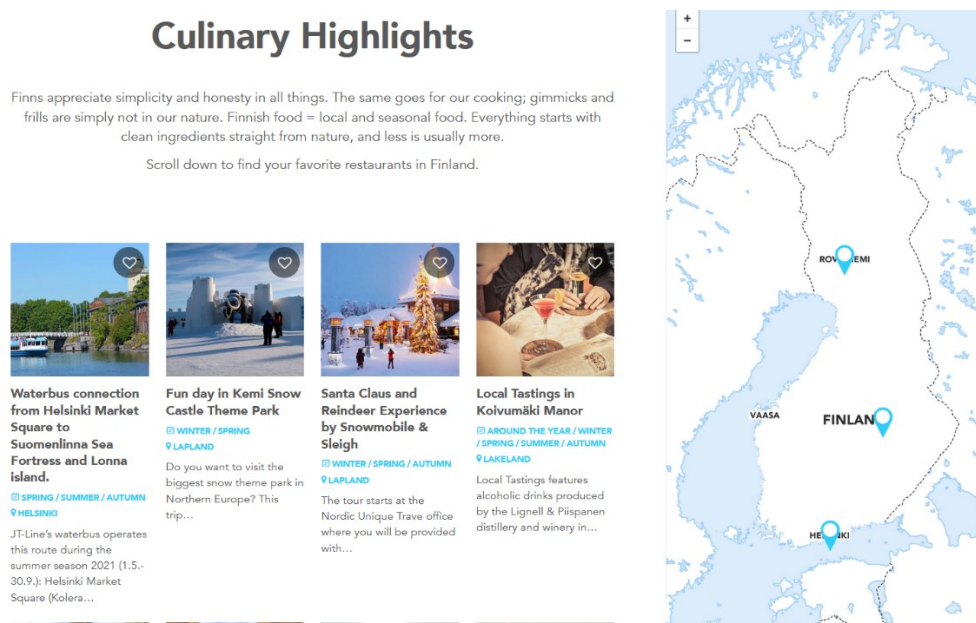 Culinary Highlights
Finns appreciate simplicity and honesty in all things. The same goes for our cooking; gimmicks and
frills are simply not in our nature. Finnish food = local and seasonal food. Everything starts with
clean ingredients straight from nature, and less is usually more.
Scroll down to find your favorite restaurants in Finland.
Waterbus connection
from Helsinki Market
Square to
Suomenlinna Sea
Fortress and Lonna
island.
SPRING / SUMMER / AUTUMN
HELSINKI
JT-Line's waterbus operates
this route during the
summer season 2021 (1.5.-
30.9.): Helsinki Market
Square (Kolera...
Fun day in Kemi Snow
Castle Theme Park
WINTER / SPRING
LAPLAND
Do you want to visit the
biggest snow theme park in
Northern Europe? This
trip...
Santa Claus and
Reindeer Experience
by Snowmobile &
Sleigh
WINTER / SPRING / AUTUMN
LAPLAND
The tour starts at the
Nordic Unique Trave office
where you will be provided
with...
Local Tastings in
Koivumäki Manor
AROUND THE YEAR / WINTER
/ SPRING / SUMMER / AUTUMN
LAKELAND
Local Tastings features
alcoholic drinks produced
by the Lignell & Piispanen
distillery and winery in...
+
−
VAASA
FINLAN